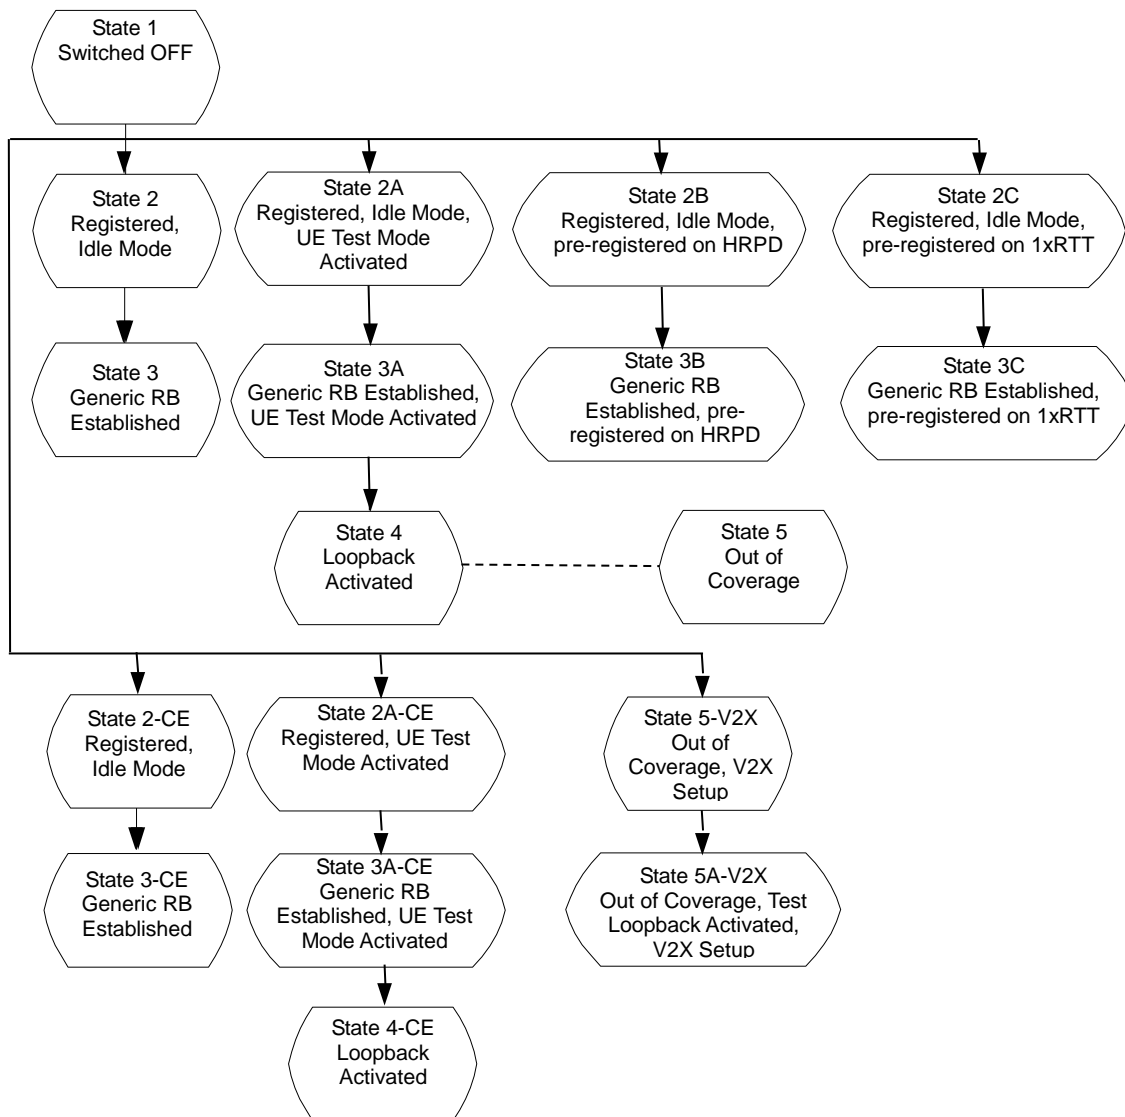 State 1
Switched OFF
State 2
Registered,
Idle Mode
State 2A
Registered, Idle Mode,
UE Test Mode
Activated
State 2B
Registered, Idle Mode,
pre-registered on HRPD
State 2C
Registered, Idle Mode,
pre-registered on 1xRTT
State 3
Generic RB
Established
State 3A
Generic RB Established,
UE Test Mode Activated
State 3B
Generic RB
Established, pre-
registered on HRPD
State 3C
Generic RB Established,
pre-registered on 1xRTT
State 4
Loopback
Activated
State 5
Out of
Coverage
State 2-CE
Registered,
Idle Mode
State 2A-CE
Registered, UE Test
Mode Activated
State 5-V2X
Out of
Coverage, V2X
Setup
State 3-CE
Generic RB
Established
State 3A-CE
Generic RB
Established, UE Test
Mode Activated
State 5A-V2X
Out of Coverage, Test
Loopback Activated,
V2X Setup
State 4-CE
Loopback
Activated